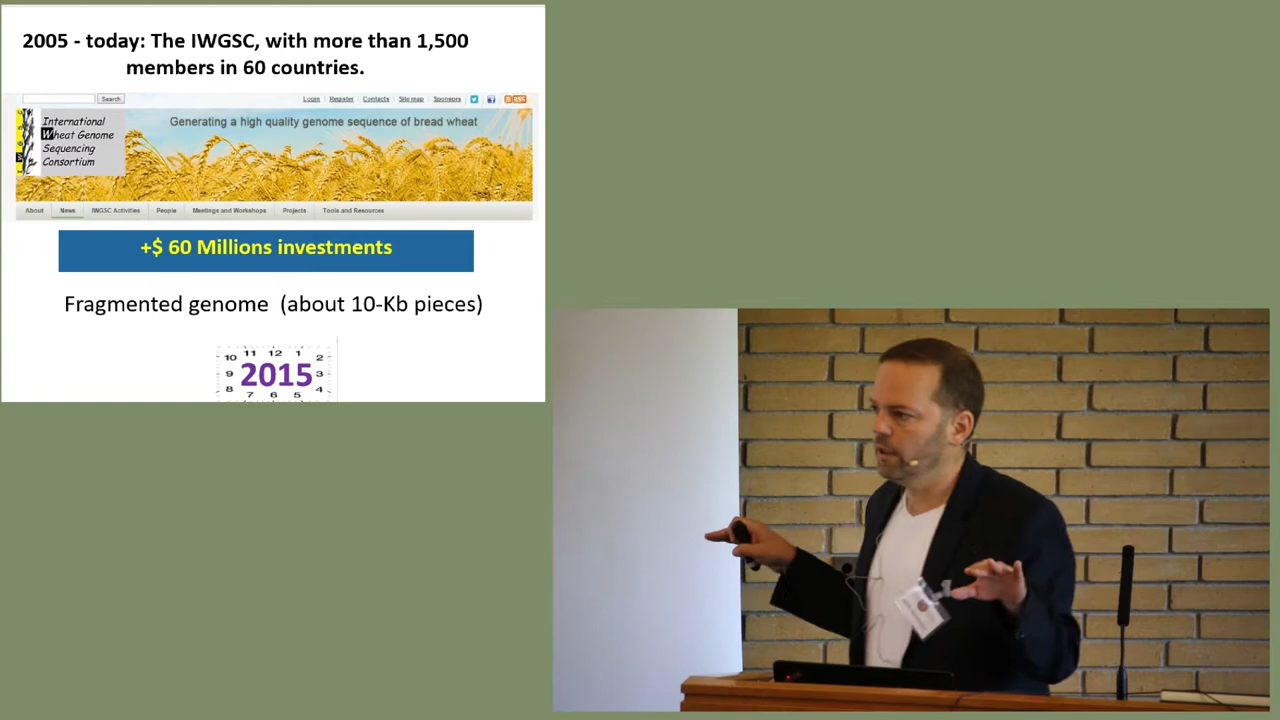 2005 - today: The IWGSC, with more than 1,500
members in 60 countries.
Search
Login Register Contacts Site map Sponsors
RSS
International
Wheat Genome
Sequencing
Consortium
Generating a high quality genome sequence of bread wheat
About News IWGSC Activities People Meetings and Workshops Projects Tools and Resources
+$ 60 Millions investments
Fragmented genome (about 10-Kb pieces)
10 11 12 1 2
9 2015 3
8 7 6 5 4